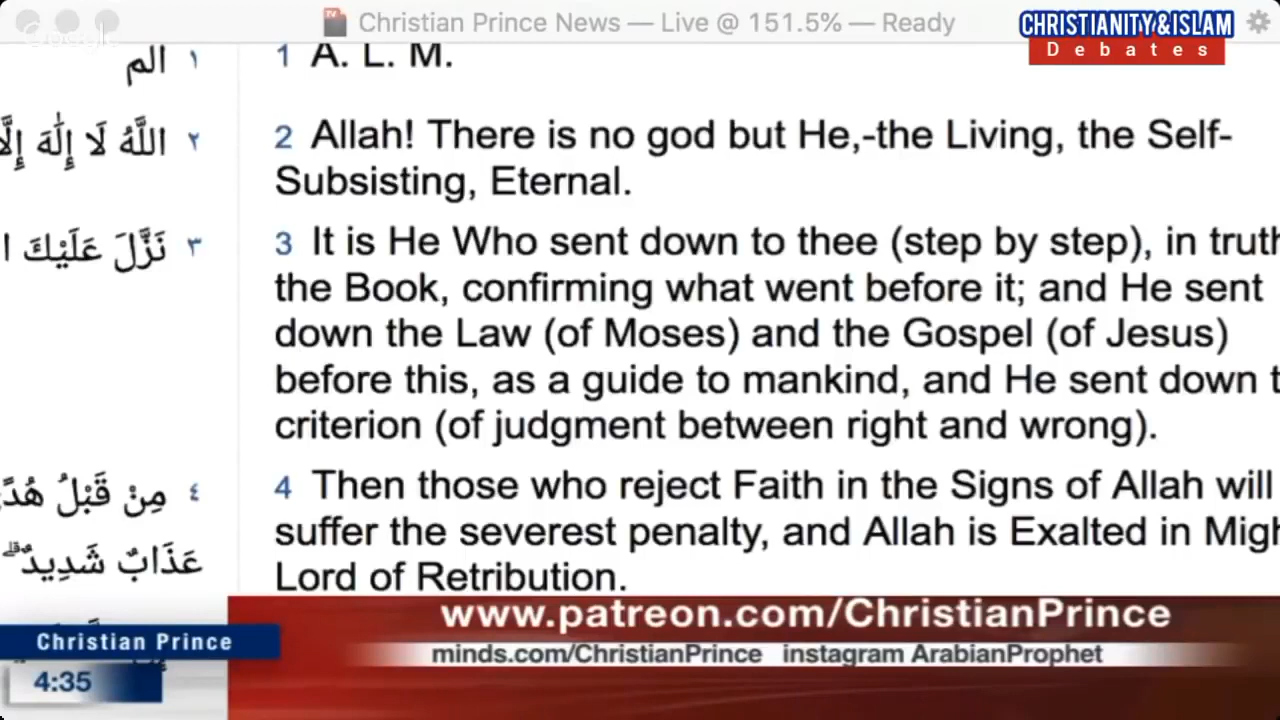 Christian Prince News — Live @ 151.5% — Ready
Google
CHRISTIANITY&ISLAM
Debates
الم ١
1 A. L. M.
اللَّهُ لَا إِلَٰهَ إِلَّا ٢
2 Allah! There is no god but He,-the Living, the Self-
Subsisting, Eternal.
نَزَّلَ عَلَيْكَ ا ٣
3 It is He Who sent down to thee (step by step), in truth
the Book, confirming what went before it; and He sent
down the Law (of Moses) and the Gospel (of Jesus)
before this, as a guide to mankind, and He sent down t
criterion (of judgment between right and wrong).
مِنْ قَبْلُ هُدًى ٤
4 Then those who reject Faith in the Signs of Allah will
suffer the severest penalty, and Allah is Exalted in Migh
عَذَابٌ شَدِيدٌ ۗ
Lord of Retribution.
www.patreon.com/ChristianPrince
Christian Prince
minds.com/ChristianPrince instagram ArabianProphet
4:35